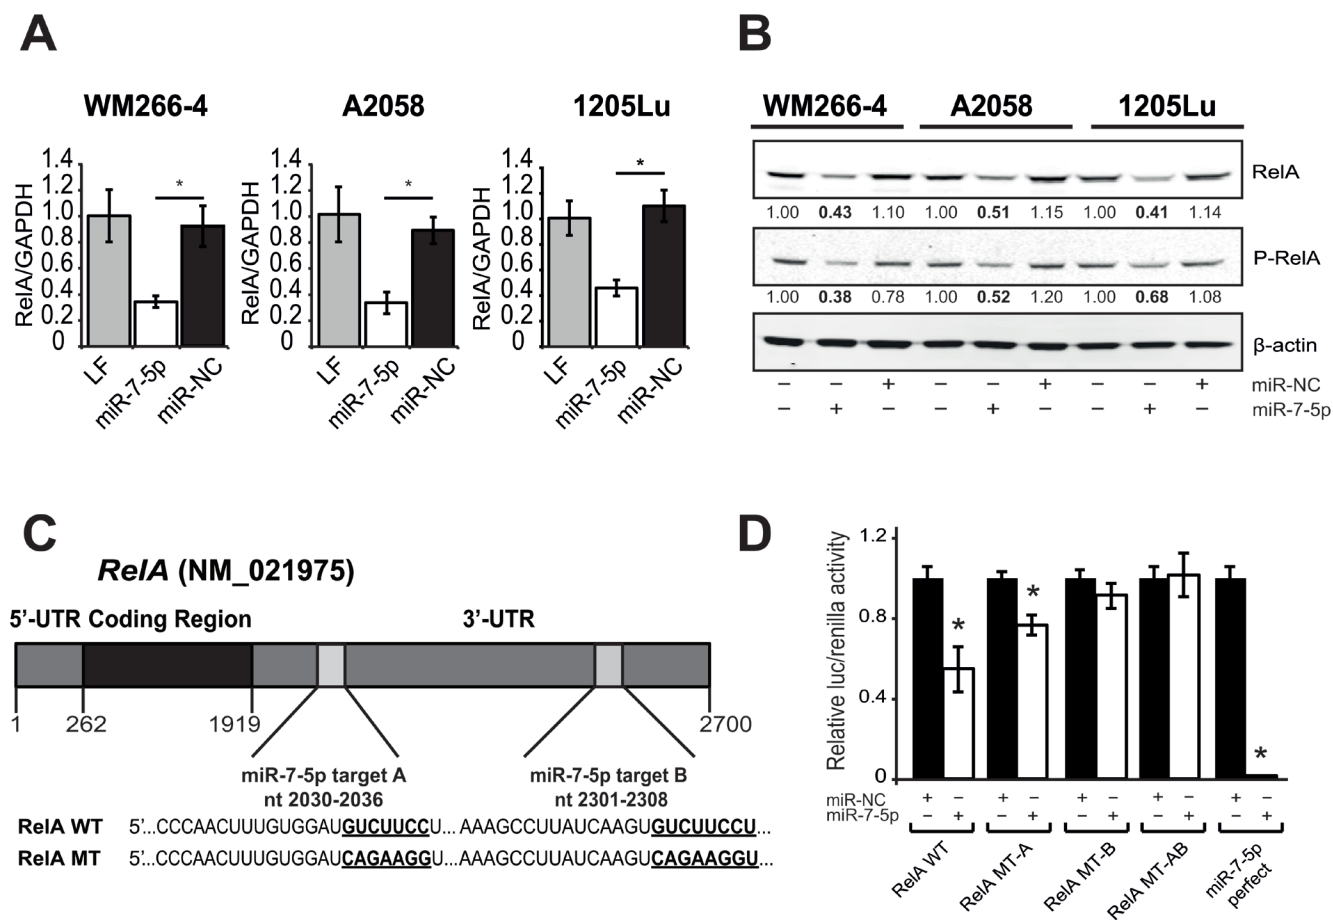 A
WM266-4
RelA/GAPDH
1.4
1.2
1.0
0.8
0.6
0.4
0.2
0
LF
miR-7-5p
miR-NC
*
A2058
RelA/GAPDH
1.4
1.2
1.0
0.8
0.6
0.4
0.2
0
LF
miR-7-5p
miR-NC
*
1205Lu
RelA/GAPDH
1.4
1.2
1.0
0.8
0.6
0.4
0.2
0
LF
miR-7-5p
miR-NC
*
B
WM266-4 A2058 1205Lu
RelA
1.00 0.43 1.10 1.00 0.51 1.15 1.00 0.41 1.14
P-RelA
1.00 0.38 0.78 1.00 0.52 1.20 1.00 0.68 1.08
β-actin
– – + – – + – – + miR-NC
– + – – + – – + – miR-7-5p
C
RelA (NM_021975)
5’-UTR Coding Region 3’-UTR
1 262 1919 2700
miR-7-5p target A miR-7-5p target B
nt 2030-2036 nt 2301-2308
RelA WT 5’...CCCAACUUUGUGGAUGUCUUCCU... AAAGCCUUAUCAAGUGUCUUCCU...
RelA MT 5’...CCCAACUUUGUGGAUCAGAAGGU... AAAGCCUUAUCAAGUCAGAAGGU...
D
Relative luc/renilla activity
1.2
0.8
0.4
0
* * *
miR-NC + – + – + – + – + –
miR-7-5p – + – + – + – + – +
RelA WT
RelA MT-A
RelA MT-B
RelA MT-AB
miR-7-5p
perfect